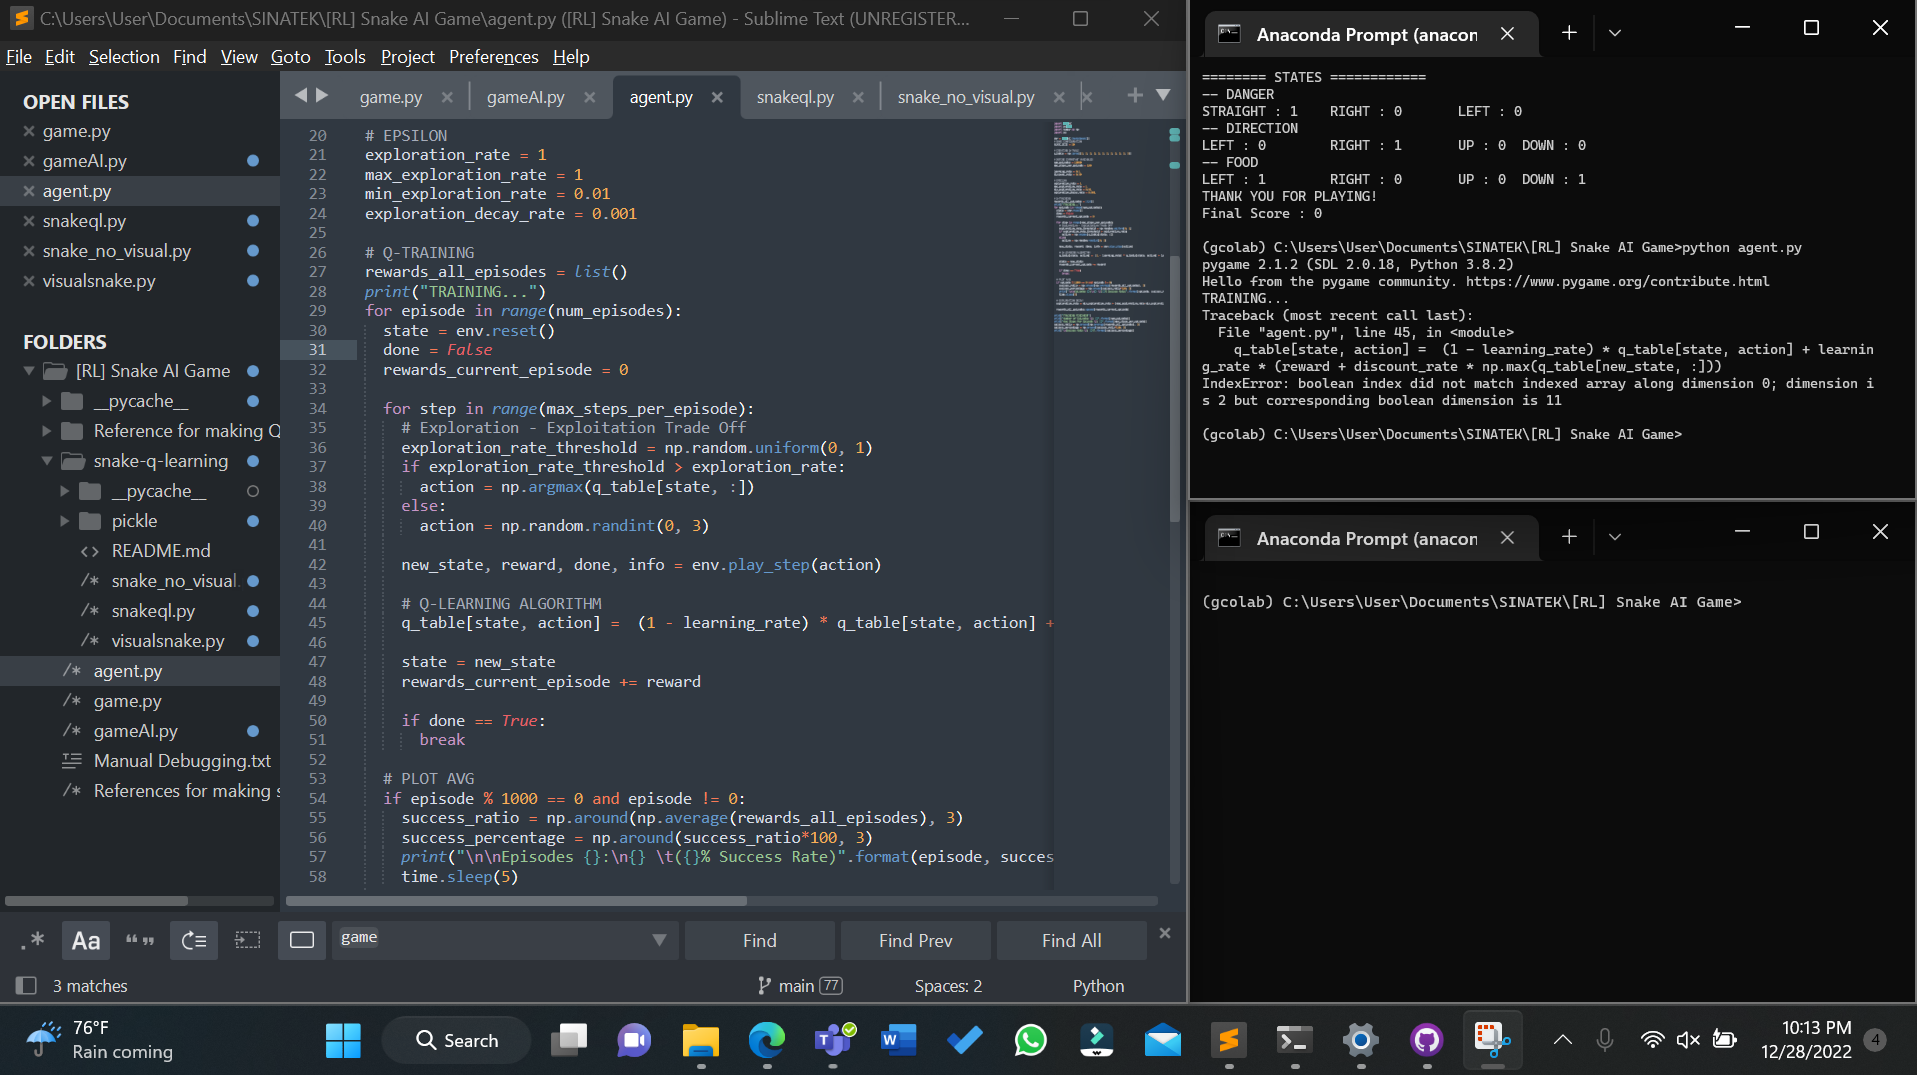 C:\Users\User\Documents\SINATEK\[RL] Snake AI Game\agent.py ([RL] Snake AI Game) - Sublime Text (UNREGISTER...
File Edit Selection Find View Goto Tools Project Preferences Help
OPEN FILES
game.py
gameAI.py
agent.py
snakeql.py
snake_no_visual.py
visualsnake.py
FOLDERS
[RL] Snake AI Game
__pycache__
Reference for making Q
snake-q-learning
__pycache__
pickle
README.md
snake_no_visual.
snakeql.py
visualsnake.py
agent.py
game.py
gameAI.py
Manual Debugging.txt
References for making s
game.py gameAI.py agent.py snakeql.py snake_no_visual.py
20 # EPSILON
21 exploration_rate = 1
22 max_exploration_rate = 1
23 min_exploration_rate = 0.01
24 exploration_decay_rate = 0.001
25
26 # Q-TRAINING
27 rewards_all_episodes = list()
28 print("TRAINING...")
29 for episode in range(num_episodes):
30 state = env.reset()
31 done = False
32 rewards_current_episode = 0
33
34 for step in range(max_steps_per_episode):
35 # Exploration - Exploitation Trade Off
36 exploration_rate_threshold = np.random.uniform(0, 1)
37 if exploration_rate_threshold > exploration_rate:
38 action = np.argmax(q_table[state, :])
39 else:
40 action = np.random.randint(0, 3)
41
42 new_state, reward, done, info = env.play_step(action)
43
44 # Q-LEARNING ALGORITHM
45 q_table[state, action] =  (1 - learning_rate) * q_table[state, action] +
46
47 state = new_state
48 rewards_current_episode += reward
49
50 if done == True:
51 break
52
53 # PLOT AVG
54 if episode % 1000 == 0 and episode != 0:
55 success_ratio = np.around(np.average(rewards_all_episodes), 3)
56 success_percentage = np.around(success_ratio*100, 3)
57 print("\n\nEpisodes {}:\n{} \t({}% Success Rate)".format(episode, succes
58 time.sleep(5)
.* Aa “” game Find Find Prev Find All
3 matches main 77 Spaces: 2 Python
Anaconda Prompt (anacon
======== STATES ============
-- DANGER
STRAIGHT : 1 RIGHT : 0 LEFT : 0
-- DIRECTION
LEFT : 0 RIGHT : 1 UP : 0 DOWN : 0
-- FOOD
LEFT : 1 RIGHT : 0 UP : 0 DOWN : 1
THANK YOU FOR PLAYING!
Final Score : 0
(gcolab) C:\Users\User\Documents\SINATEK\[RL] Snake AI Game>python agent.py
pygame 2.1.2 (SDL 2.0.18, Python 3.8.2)
Hello from the pygame community. https://www.pygame.org/contribute.html
TRAINING...
Traceback (most recent call last):
File "agent.py", line 45, in <module>
q_table[state, action] =  (1 - learning_rate) * q_table[state, action] + learnin
g_rate * (reward + discount_rate * np.max(q_table[new_state, :]))
IndexError: boolean index did not match indexed array along dimension 0; dimension i
s 2 but corresponding boolean dimension is 11
(gcolab) C:\Users\User\Documents\SINATEK\[RL] Snake AI Game>
Anaconda Prompt (anacon
(gcolab) C:\Users\User\Documents\SINATEK\[RL] Snake AI Game>
76°F
Rain coming
Search
10:13 PM
12/28/2022
4